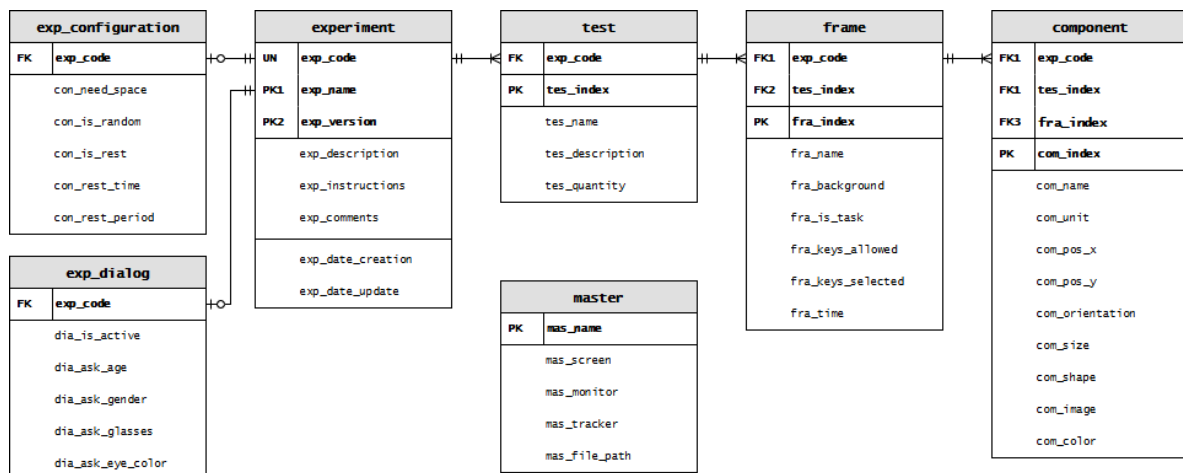 exp_configuration
FK exp_code
con_need_space
con_is_random
con_is_rest
con_rest_time
con_rest_period
exp_dialog
FK exp_code
dia_is_active
dia_ask_age
dia_ask_gender
dia_ask_glasses
dia_ask_eye_color
experiment
UN exp_code
PK1 exp_name
PK2 exp_version
exp_description
exp_instructions
exp_comments
exp_date_creation
exp_date_update
test
FK exp_code
PK tes_index
tes_name
tes_description
tes_quantity
master
PK mas_name
mas_screen
mas_monitor
mas_tracker
mas_file_path
frame
FK1 exp_code
FK2 tes_index
PK fra_index
fra_name
fra_background
fra_is_task
fra_keys_allowed
fra_keys_selected
fra_time
component
FK1 exp_code
FK1 tes_index
FK3 fra_index
PK com_index
com_name
com_unit
com_pos_x
com_pos_y
com_orientation
com_size
com_shape
com_image
com_color